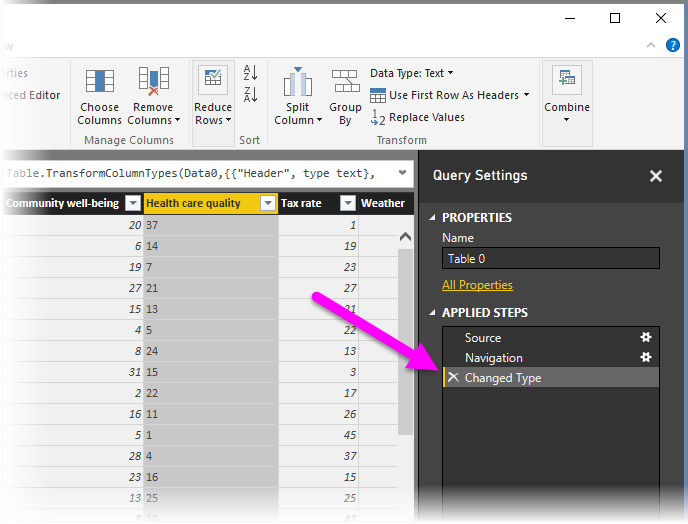 w
erties
nced Editor
Choose Columns
Remove Columns
Manage Columns
Reduce Rows
Sort
Split Column
Group By
Data Type: Text
Use First Row As Headers
Replace Values
Transform
Combine
Table.TransformColumnTypes(Data0,{{"Header", type text},
Community well-being Health care quality Tax rate Weather
20 37 1
6 14 19
19 7 23
27 21 27
15 13 21
4 5 22
8 24 13
31 15 3
2 22 17
16 11 26
5 1 45
28 4 37
23 16 15
13 25 25
3 10 42
Query Settings
PROPERTIES
Name
Table 0
All Properties
APPLIED STEPS
Source
Navigation
Changed Type